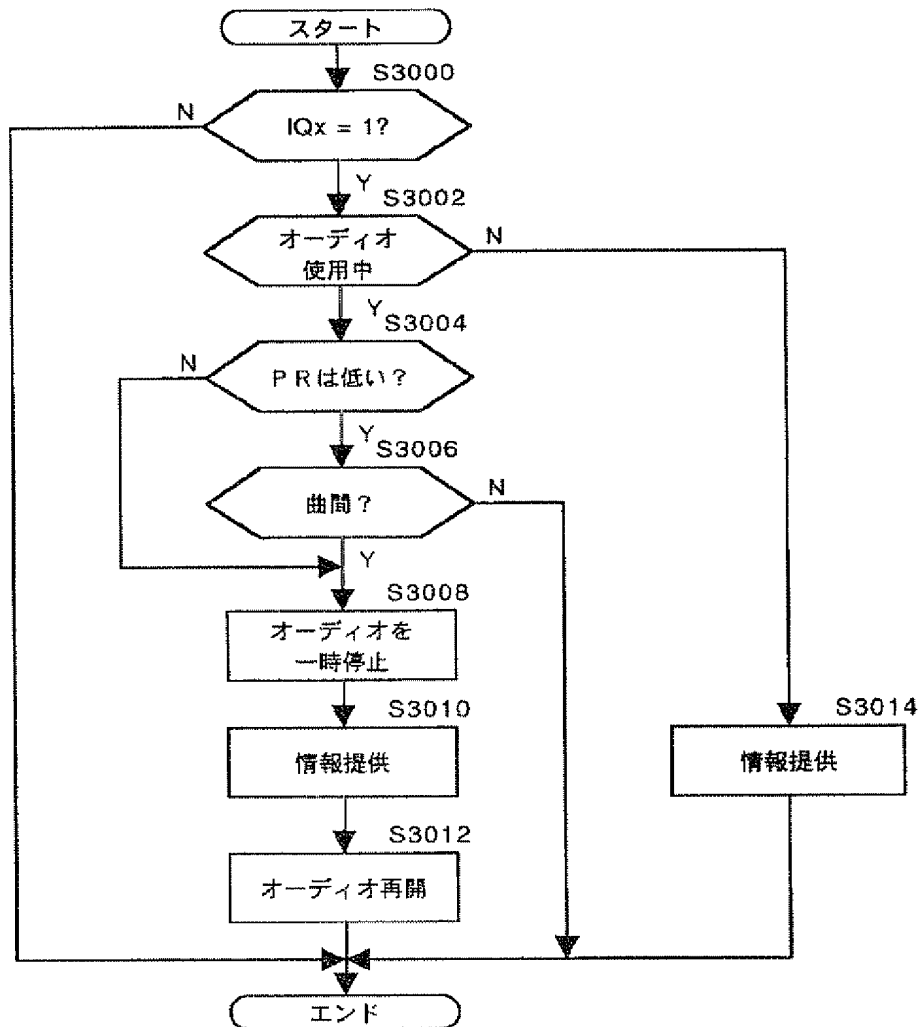 スタート
S3000
N
IQx = 1?
Y
S3002
オーディオ
使用中
N
Y
S3004
N
PRは低い?
Y
S3006
曲間?
N
Y
S3008
オーディオを
一時停止
S3010
情報提供
S3014
情報提供
S3012
オーディオ再開
エンド